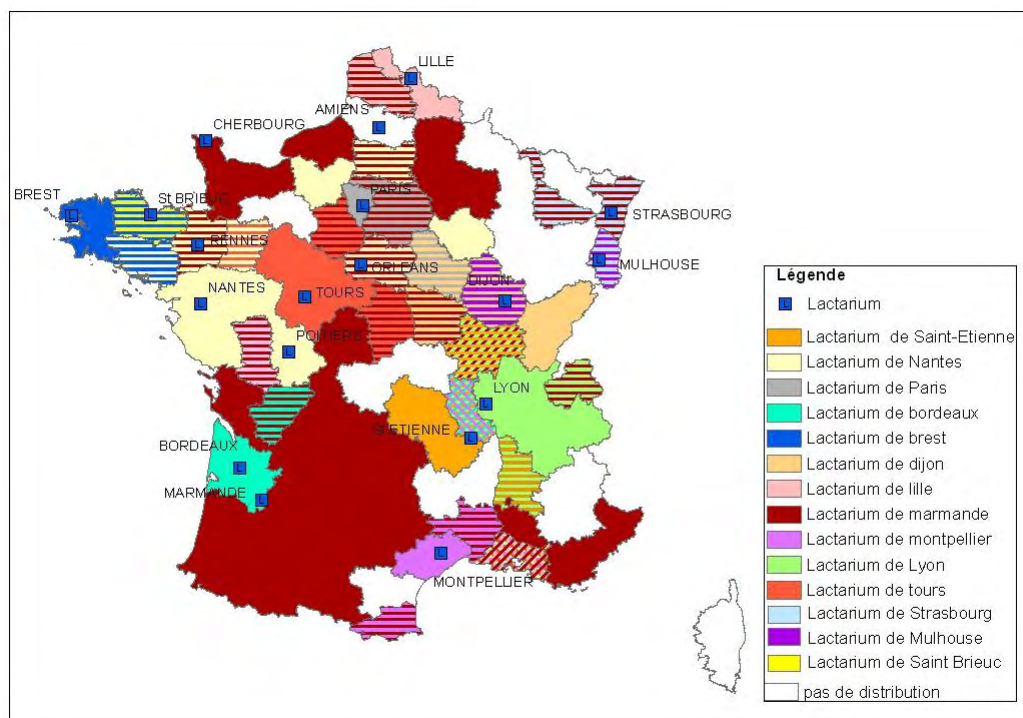 LILLE
AMIENS
CHERBOURG
BREST
St BRIEUC
PARIS
STRASBOURG
RENNES
ORLEANS
MULHOUSE
DIJON
NANTES
TOURS
POITIERS
LYON
ST ETIENNE
BORDEAUX
MARMANDE
MONTPELLIER
Légende
L Lactarium
Lactarium de Saint-Etienne
Lactarium de Nantes
Lactarium de Paris
Lactarium de bordeaux
Lactarium de brest
Lactarium de dijon
Lactarium de lille
Lactarium de marmande
Lactarium de montpellier
Lactarium de Lyon
Lactarium de tours
Lactarium de Strasbourg
Lactarium de Mulhouse
Lactarium de Saint Brieuc
pas de distribution